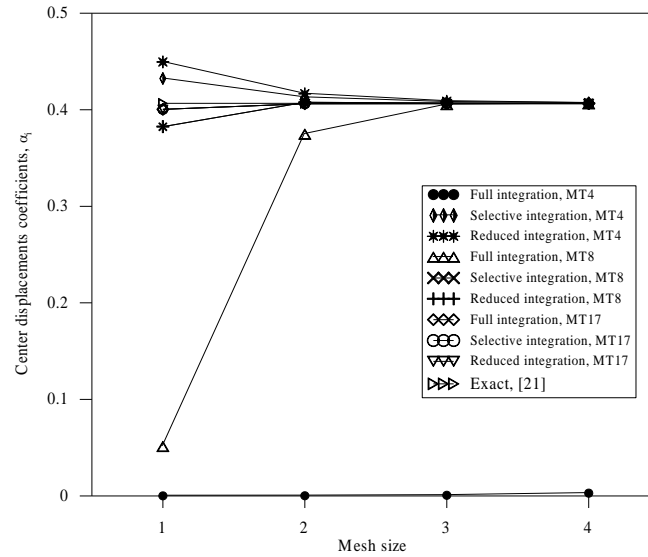 0.5
0.4
0.3
0.2
0.1
0
Center displacements coefficients, αi
1 2 3 4
Mesh size
Full integration, MT4
Selective integration, MT4
Reduced integration, MT4
Full integration, MT8
Selective integration, MT8
Reduced integration, MT8
Full integration, MT17
Selective integration, MT17
Reduced integration, MT17
Exact, [21]